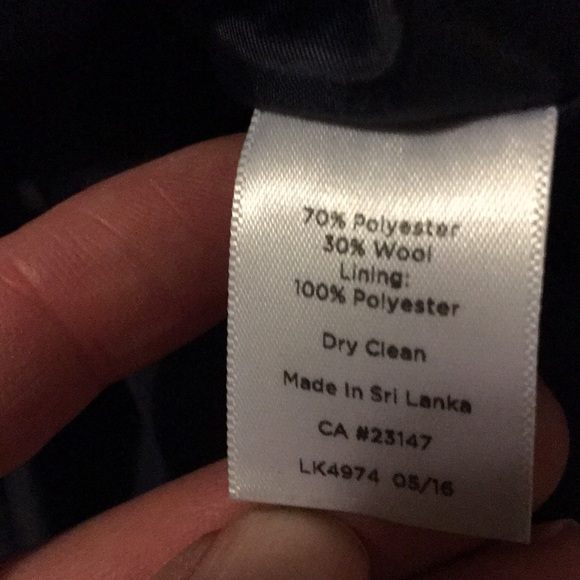 70% Polyester
30% Wool
Lining:
100% Polyester
Dry Clean
Made In Sri Lanka
CA #23147
LK4974 05/16